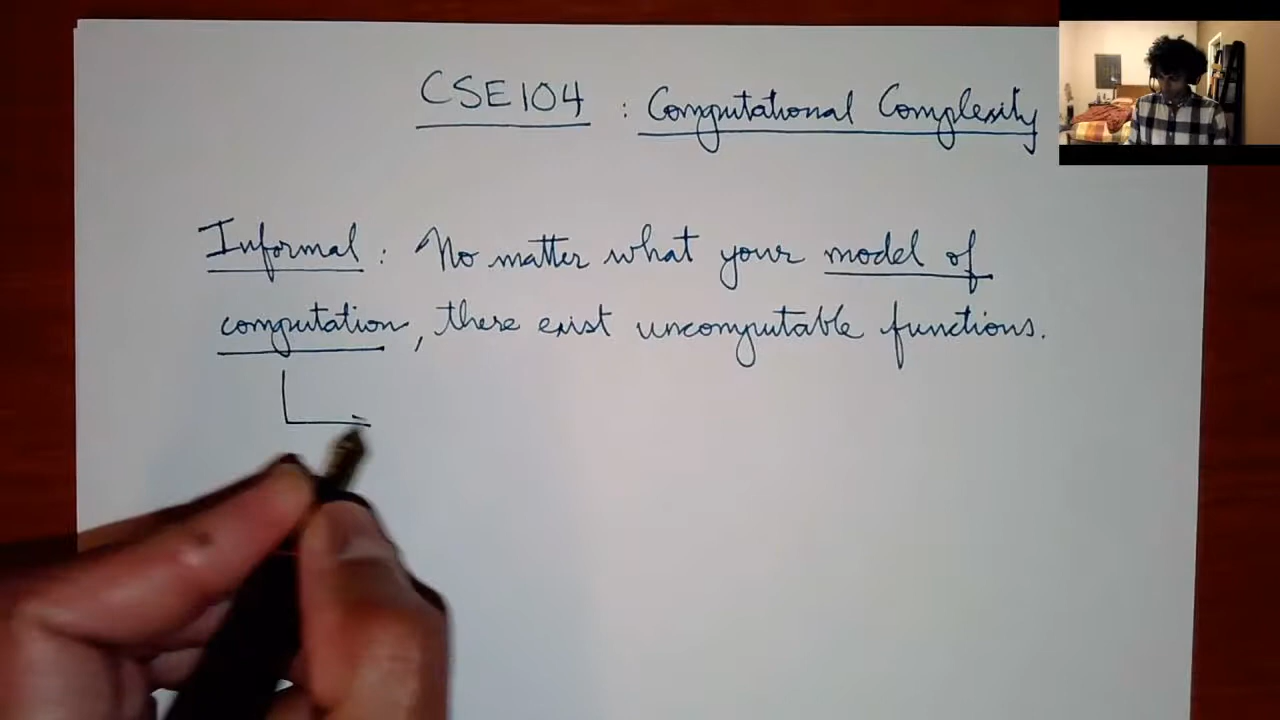 CSE104 : Computational Complexity
Informal : No matter what your model of
computation, there exist uncomputable functions.